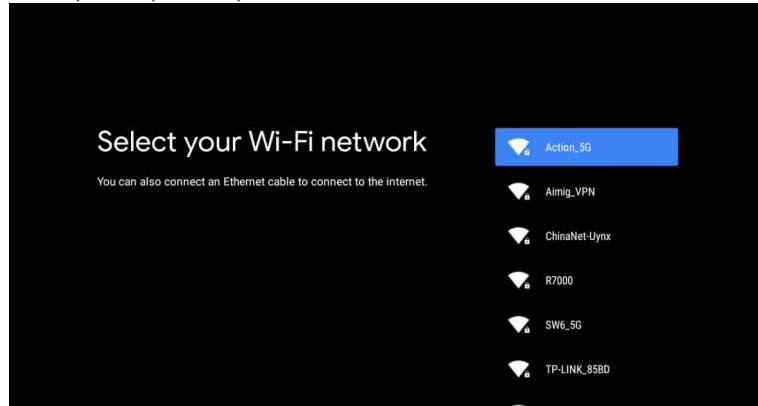 Select your Wi-Fi network
You can also connect an Ethernet cable to connect to the internet.
Action_5G
Aimig_VPN
ChinaNet-Uynx
R7000
SW6_5G
TP-LINK_85BD